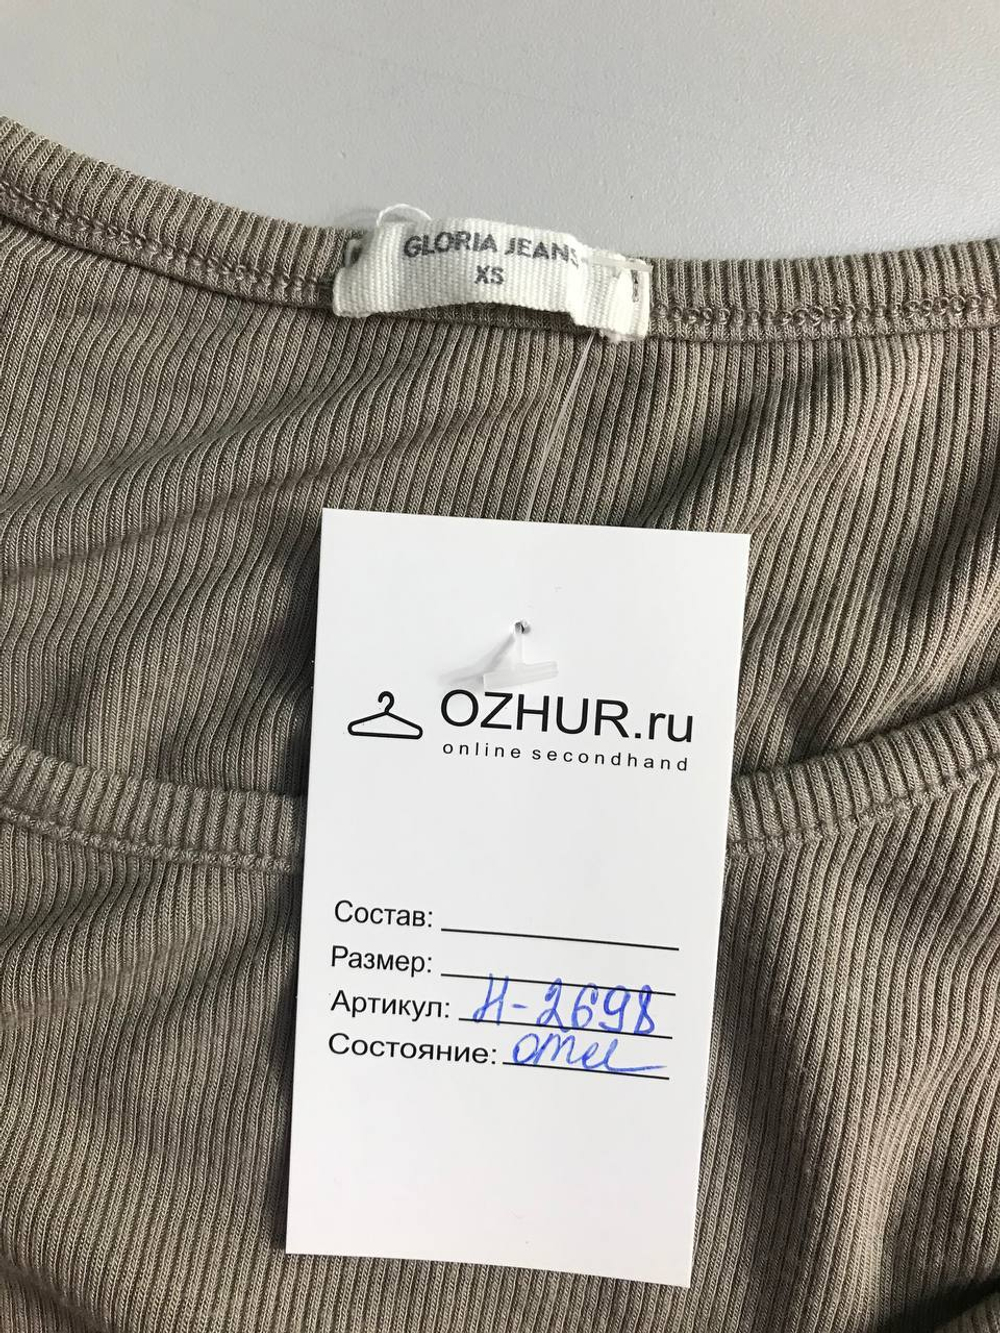 GLORIA JEANS
XS
OZHUR.ru
online secondhand
Состав:
Размер:
Артикул: Н-2698
Состояние: отл